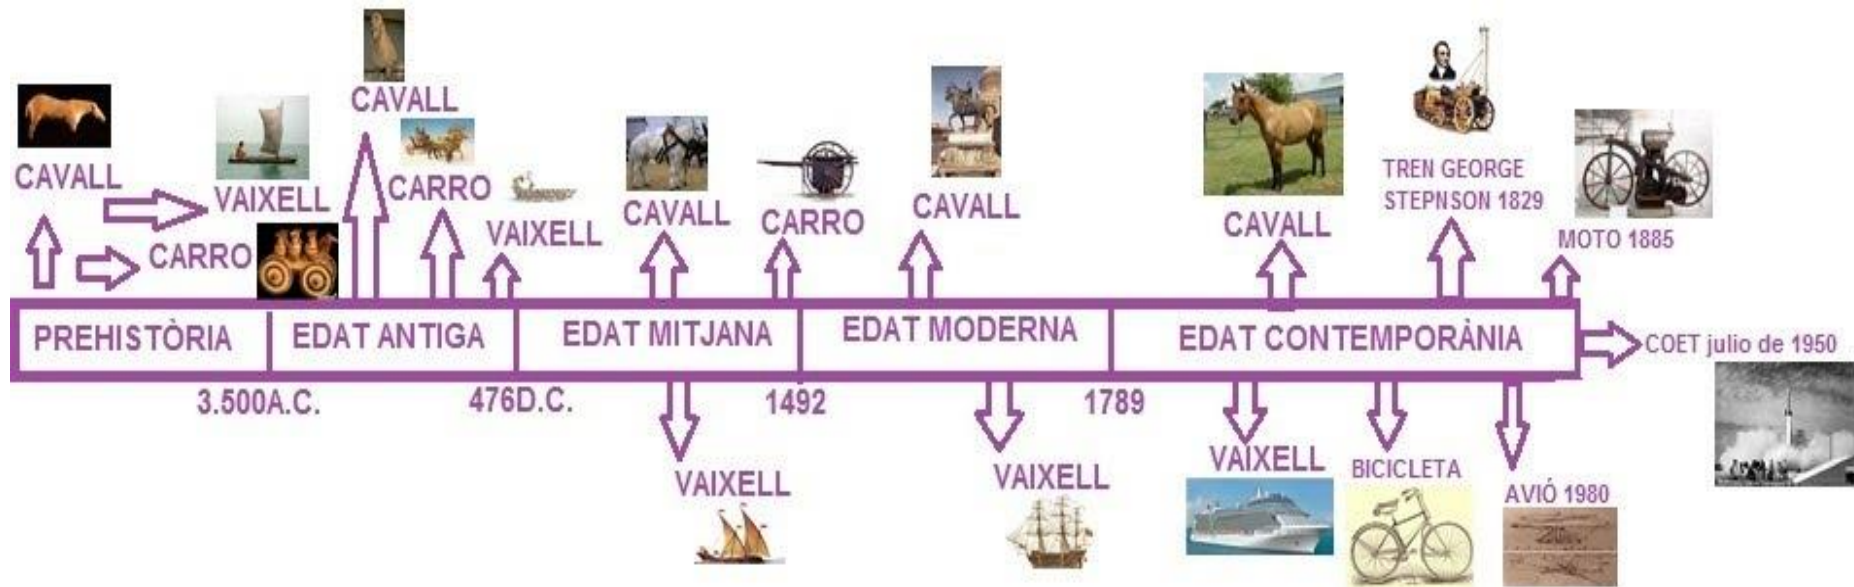 CAVALL
VAIXELL
CARRO
CAVALL
CARRO
VAIXELL
CAVALL
CARRO
CAVALL
CAVALL
TREN GEORGE
STEPNSON 1829
MOTO 1885
PREHISTÒRIA
EDAT ANTIGA
EDAT MITJANA
EDAT MODERNA
EDAT CONTEMPORÀNIA
COET julio de 1950
3.500A.C.
476D.C.
1492
1789
VAIXELL
VAIXELL
VAIXELL
BICICLETA
AVIÓ 1980